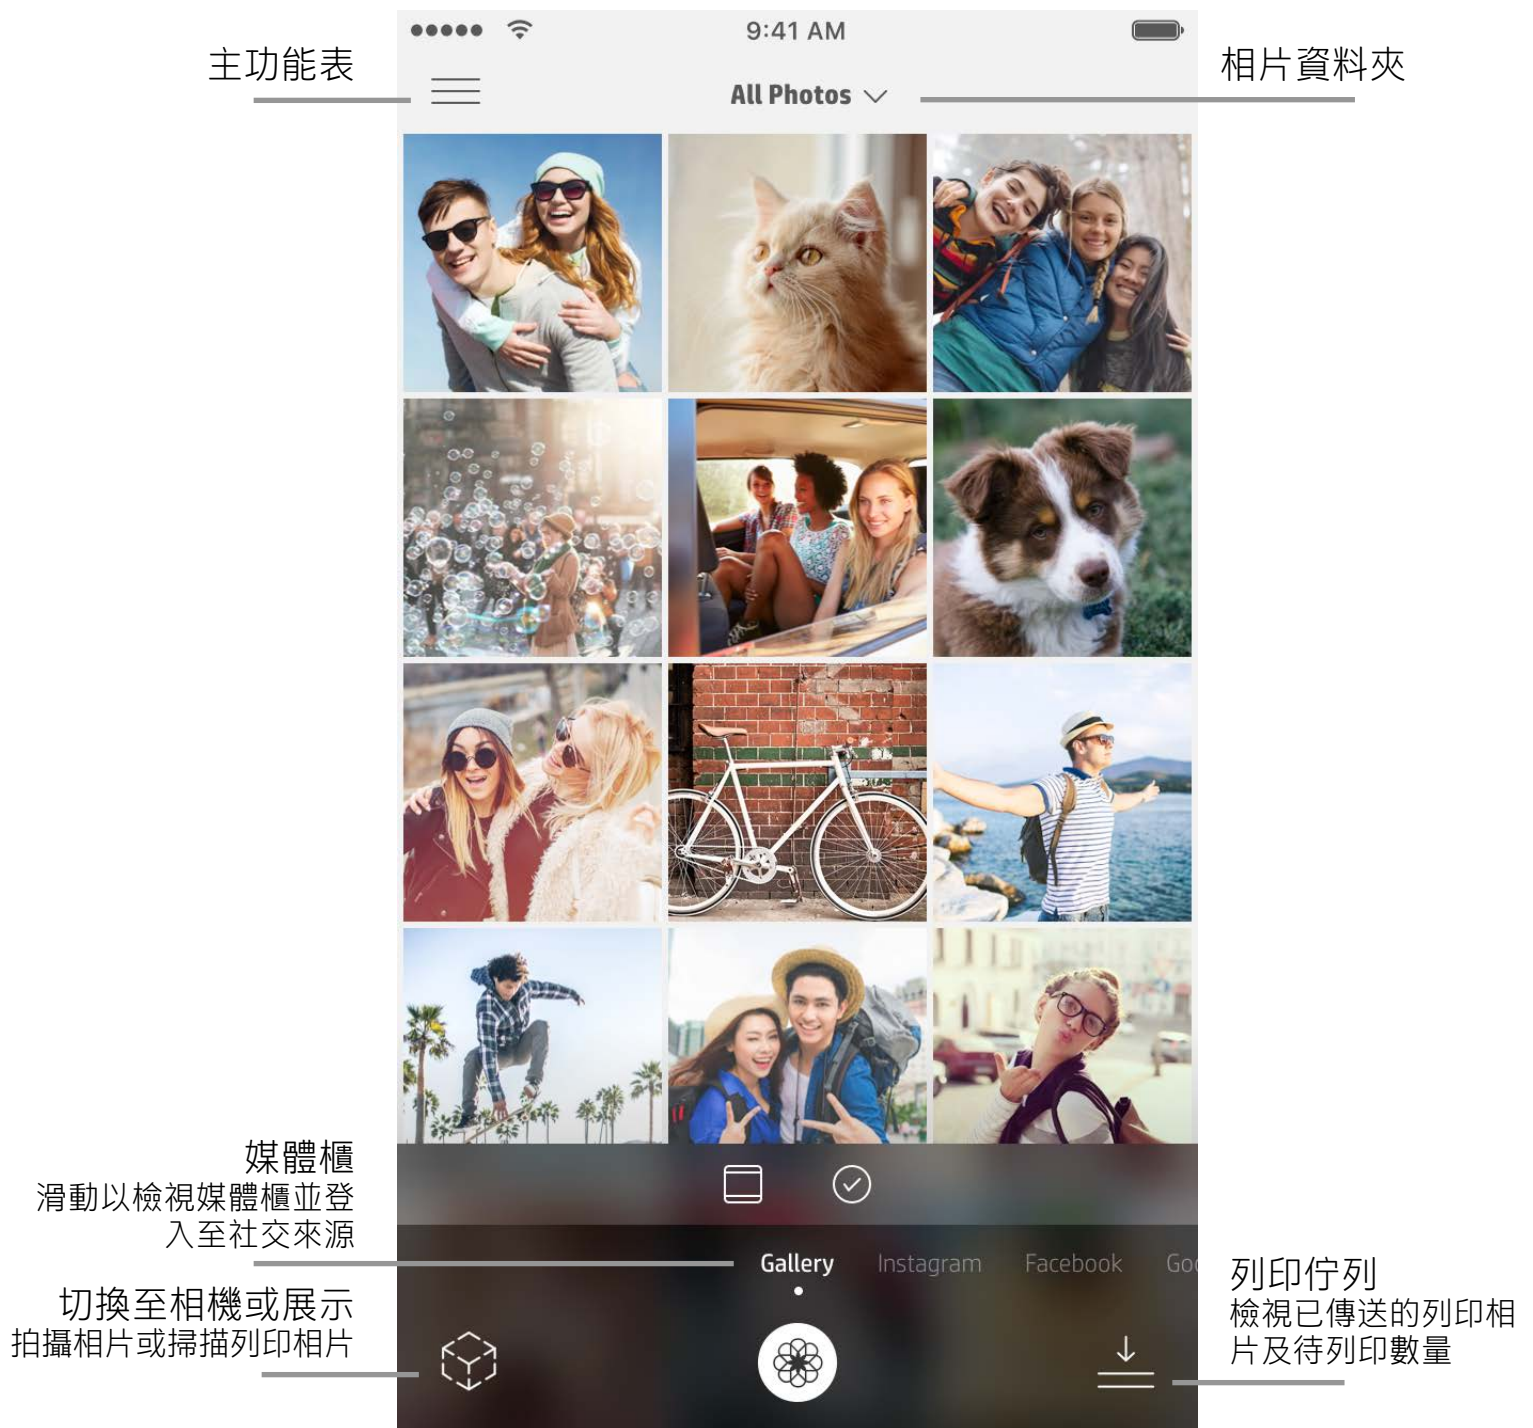 9:41 AM
主功能表
相片資料夾
All Photos
媒體櫃
滑動以檢視媒體櫃並登
入至社交來源
Gallery Instagram Facebook Goo
切換至相機或展示
拍攝相片或掃描列印相片
列印佇列
檢視已傳送的列印相
片及待列印數量